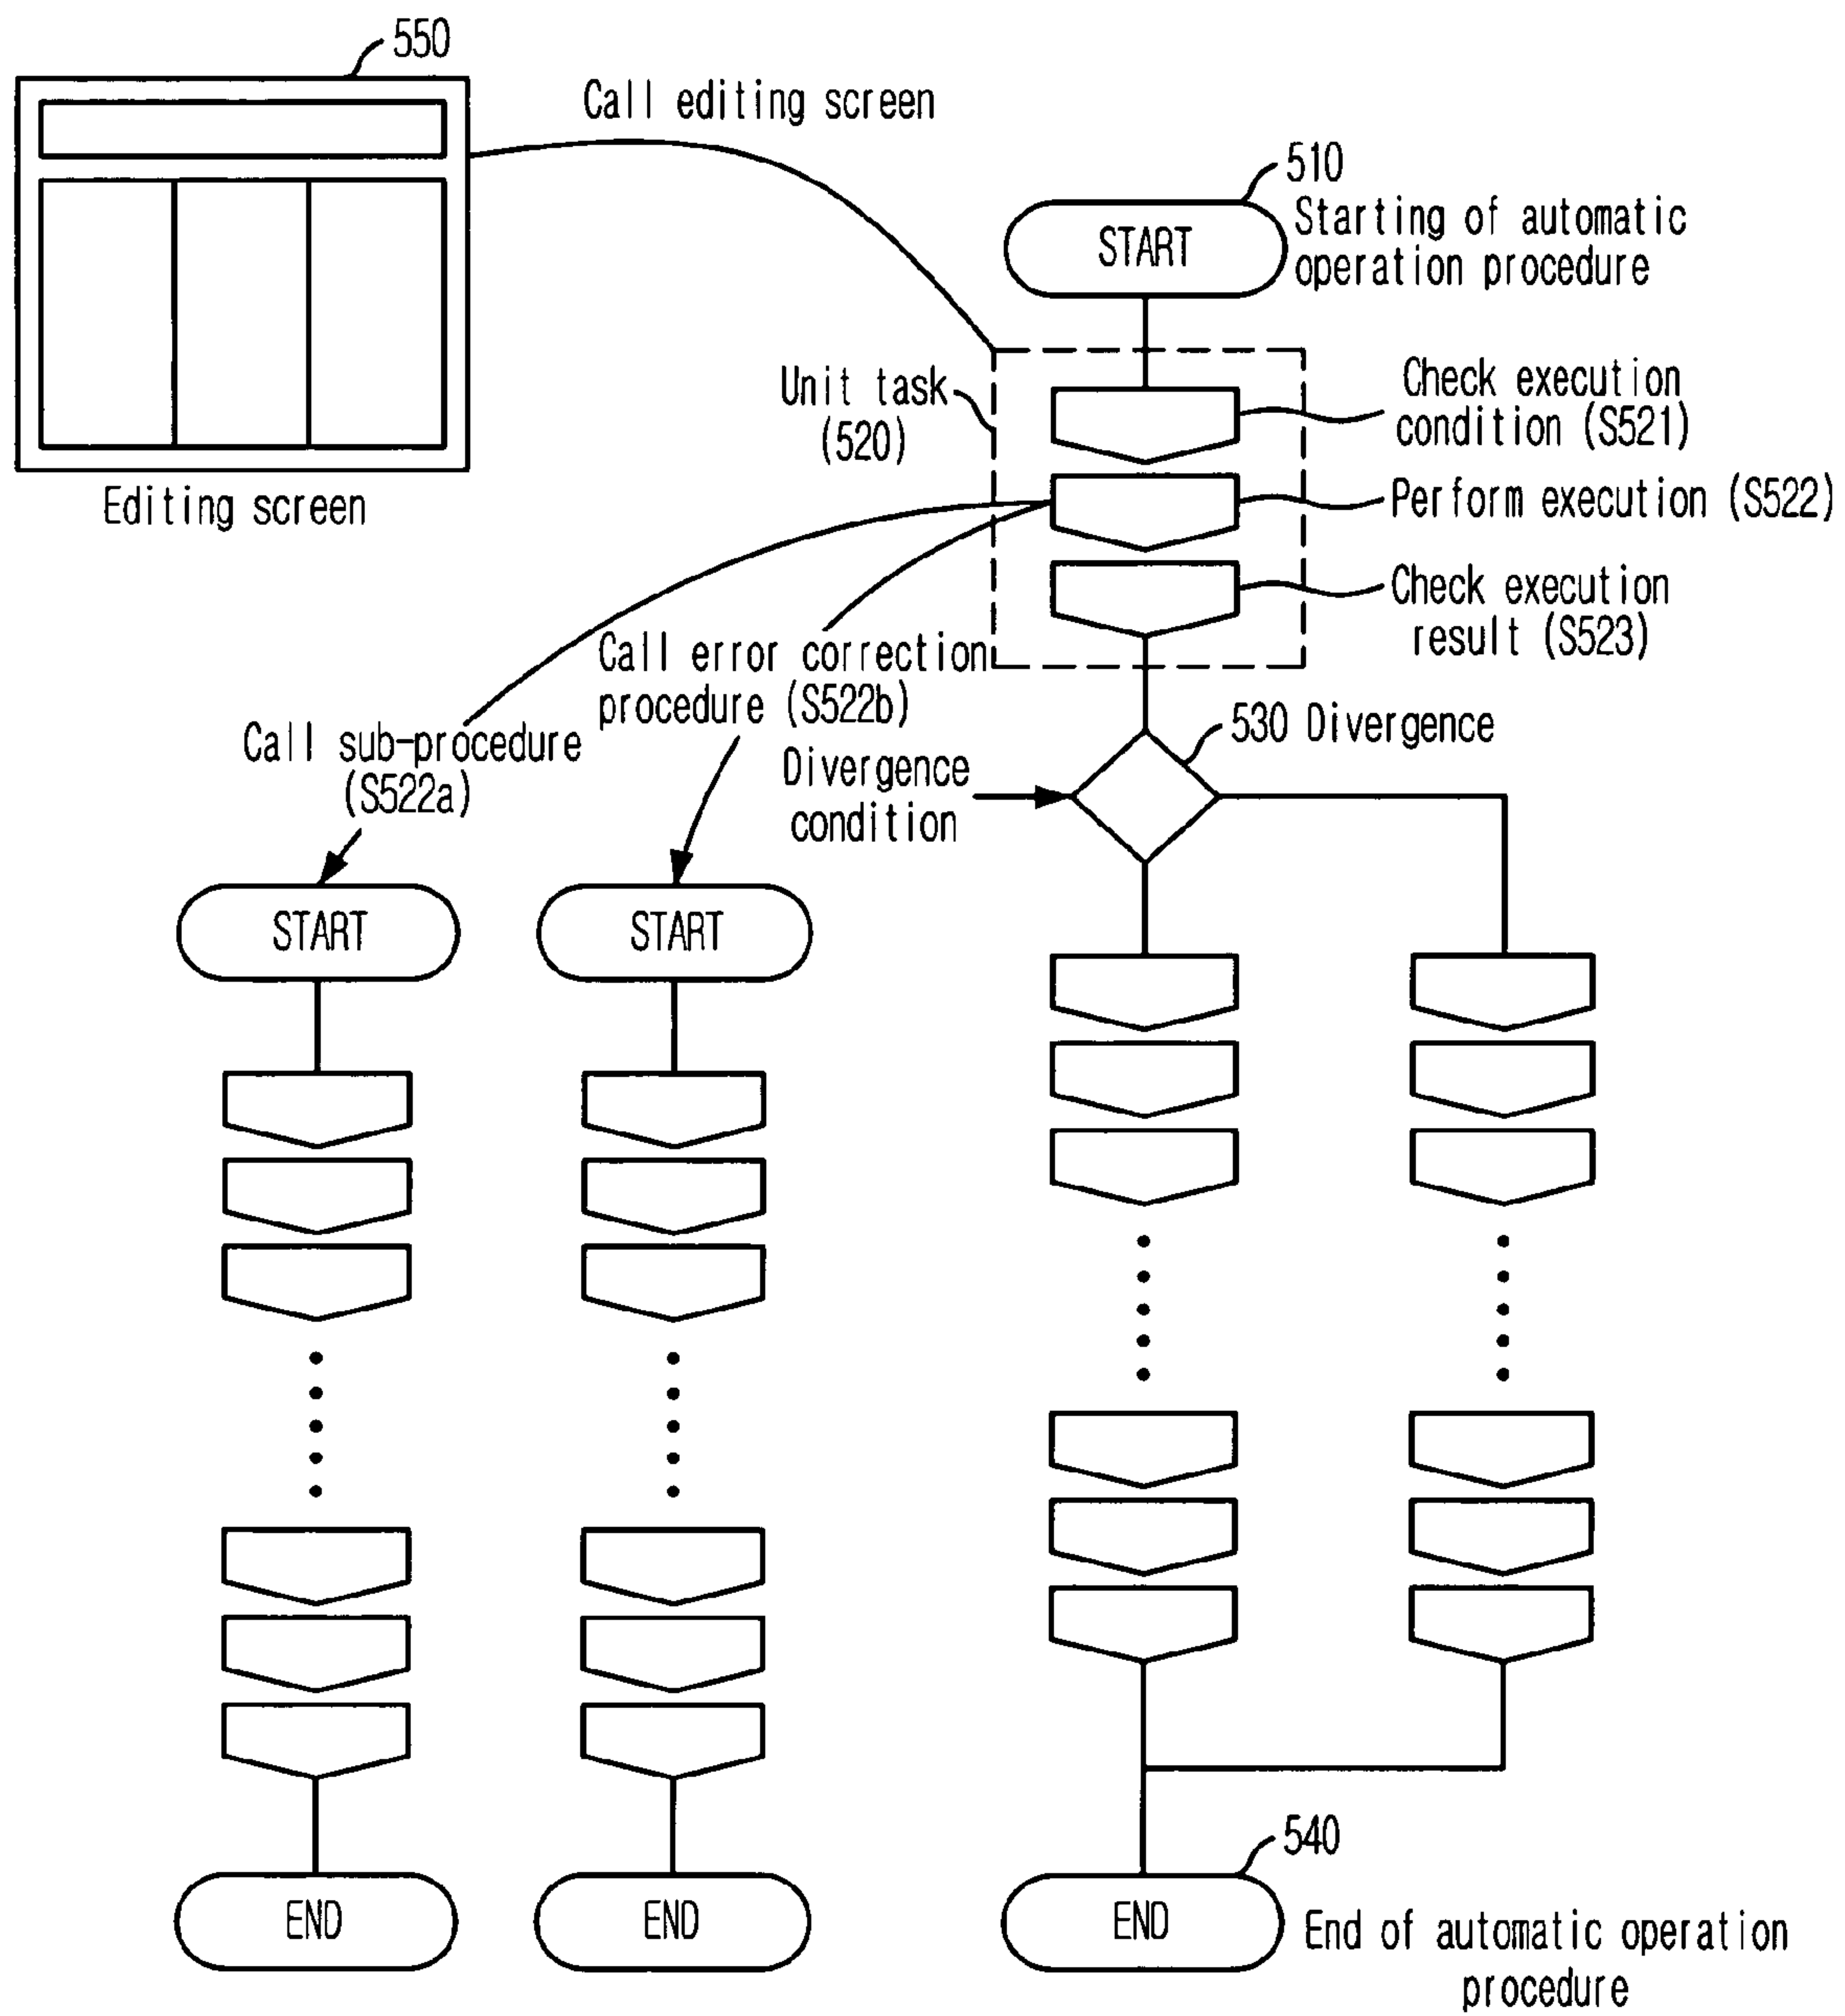 550
Call editing screen
510
START
Starting of automatic
operation procedure
Unit task
(520)
Check execution
condition (S521)
Editing screen
Perform execution (S522)
Check execution
result (S523)
Call error correction
procedure (S522b)
Call sub-procedure
(S522a)
530 Divergence
Divergence
condition
START
START
540
END
END
END
End of automatic operation
procedure